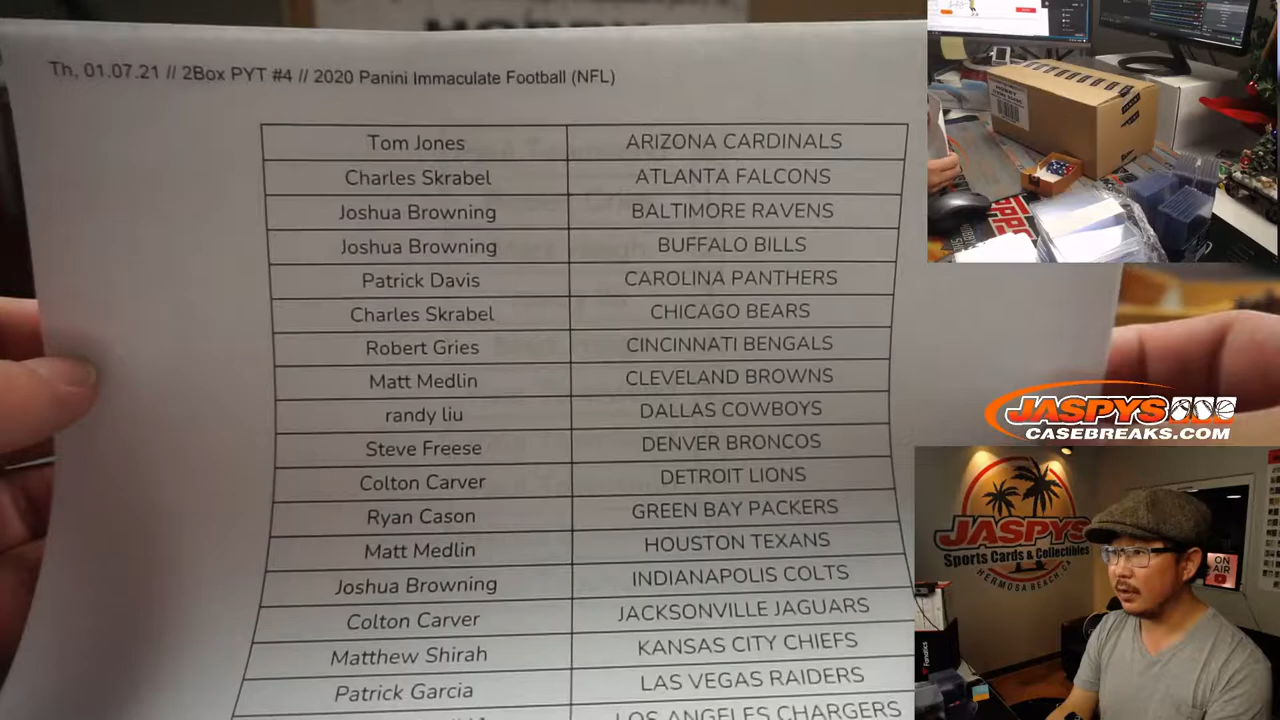 Th, 01.07.21 // 2Box PYT #4 // 2020 Panini Immaculate Football (NFL)
Tom Jones ARIZONA CARDINALS
Charles Skrabel ATLANTA FALCONS
Joshua Browning BALTIMORE RAVENS
Joshua Browning BUFFALO BILLS
Patrick Davis CAROLINA PANTHERS
Charles Skrabel CHICAGO BEARS
Robert Gries CINCINNATI BENGALS
Matt Medlin CLEVELAND BROWNS
randy liu DALLAS COWBOYS
Steve Freese DENVER BRONCOS
Colton Carver DETROIT LIONS
Ryan Cason GREEN BAY PACKERS
Matt Medlin HOUSTON TEXANS
Joshua Browning INDIANAPOLIS COLTS
Colton Carver JACKSONVILLE JAGUARS
Matthew Shirah KANSAS CITY CHIEFS
Patrick Garcia LAS VEGAS RAIDERS
LOS ANGELES CHARGERS
JASPYS
CASEBREAKS.COM
JASPYS
Sports Cards & Collectibles
HERMOSA BEACH, CA
ON
AIR
Fanatics